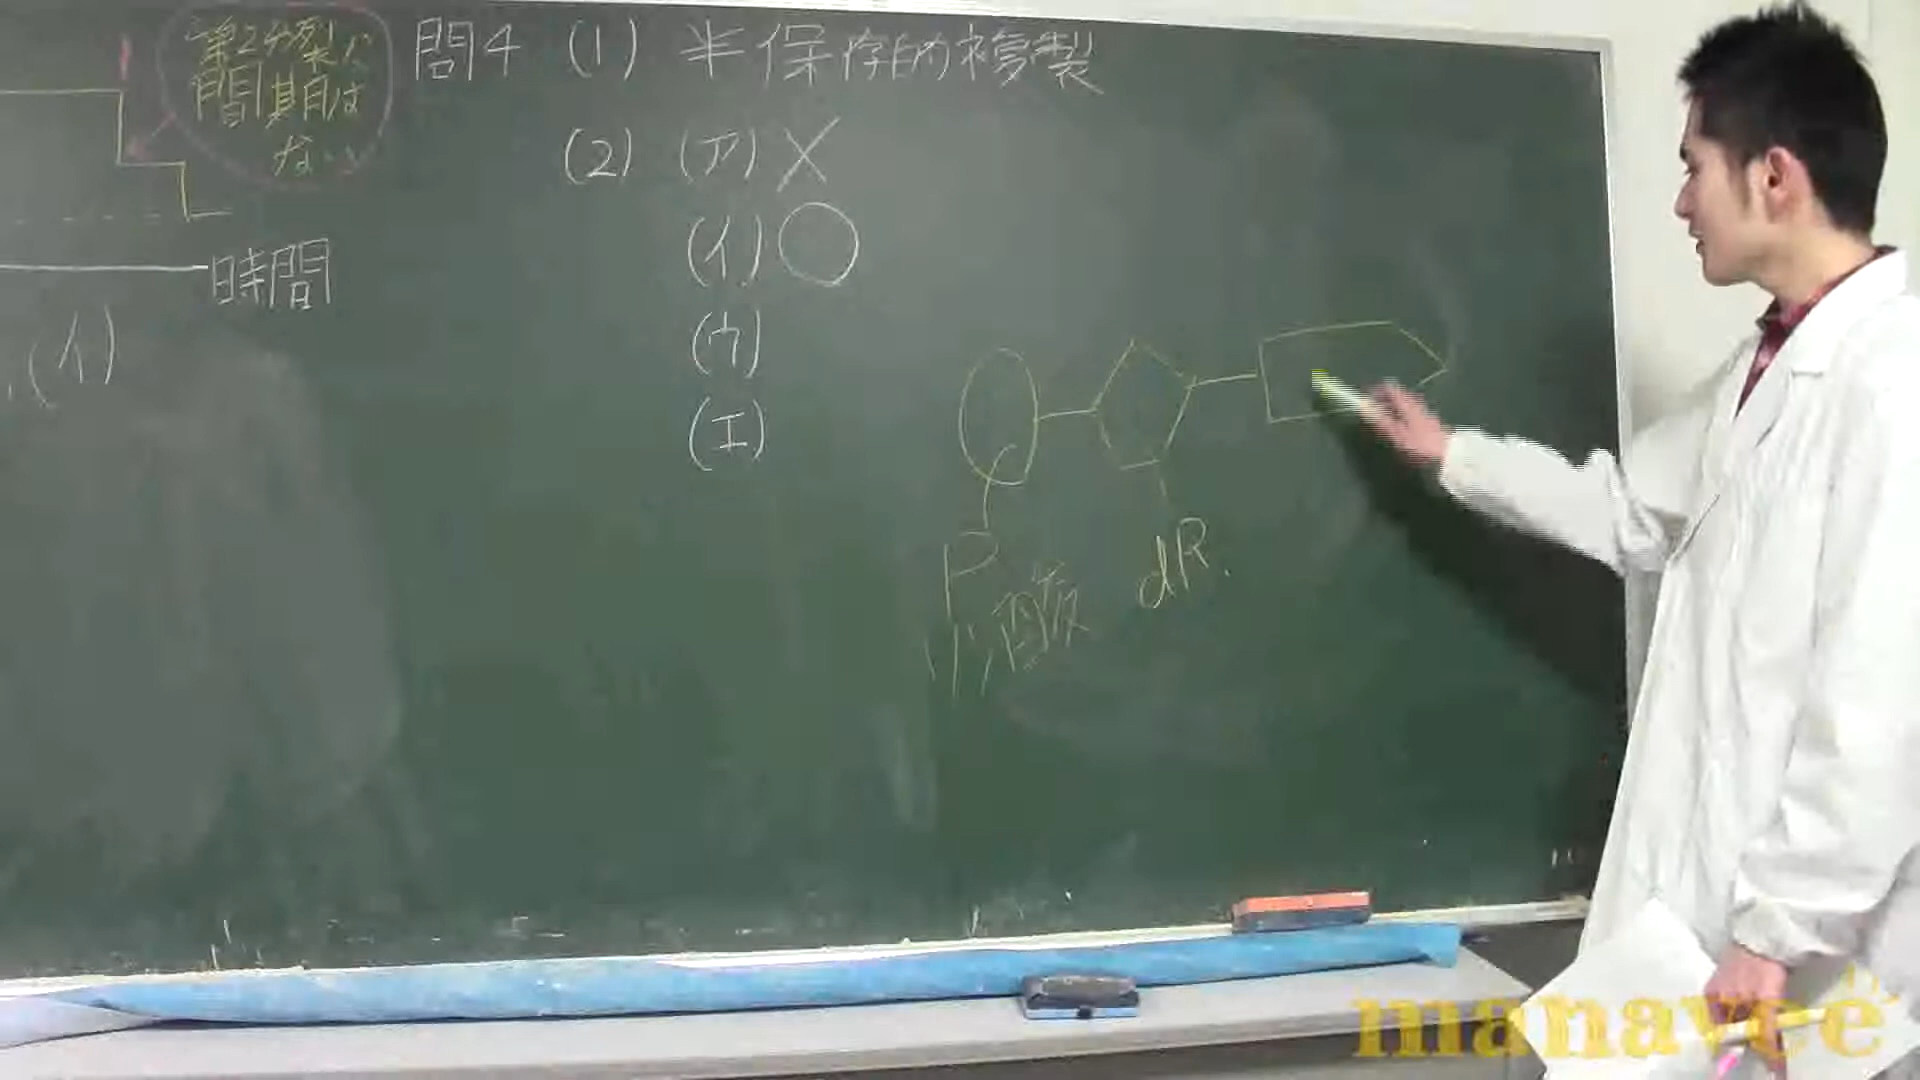 第2分裂に
間期は
ない
問4 (1) 半保存的複製
(2) (ア) ×
(イ) ○
(ウ)
(エ)
時間
(イ)
P
リン酸
dR.
manavee